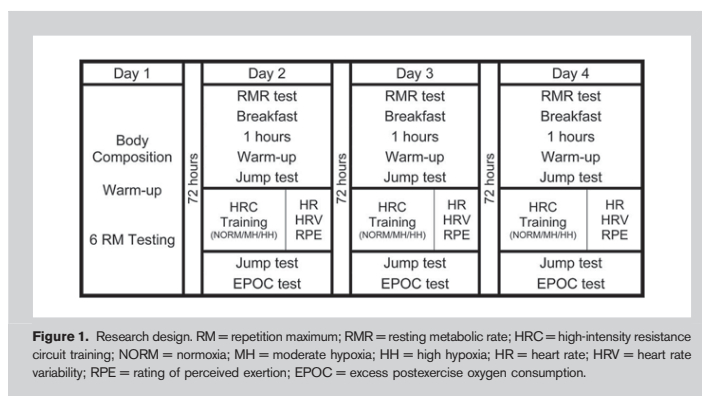 Day 1
Body
Composition
Warm-up
6 RM Testing
72 hours
Day 2
RMR test
Breakfast
1 hours
Warm-up
Jump test
HRC
Training
(NORM/MH/HH)
HR
HRV
RPE
Jump test
EPOC test
72 hours
Day 3
RMR test
Breakfast
1 hours
Warm-up
Jump test
HRC
Training
(NORM/MH/HH)
HR
HRV
RPE
Jump test
EPOC test
72 hours
Day 4
RMR test
Breakfast
1 hours
Warm-up
Jump test
HRC
Training
(NORM/MH/HH)
HR
HRV
RPE
Jump test
EPOC test
Figure 1. Research design. RM = repetition maximum; RMR = resting metabolic rate; HRC = high-intensity resistance
circuit training; NORM = normoxia; MH = moderate hypoxia; HH = high hypoxia; HR = heart rate; HRV = heart rate
variability; RPE = rating of perceived exertion; EPOC = excess postexercise oxygen consumption.